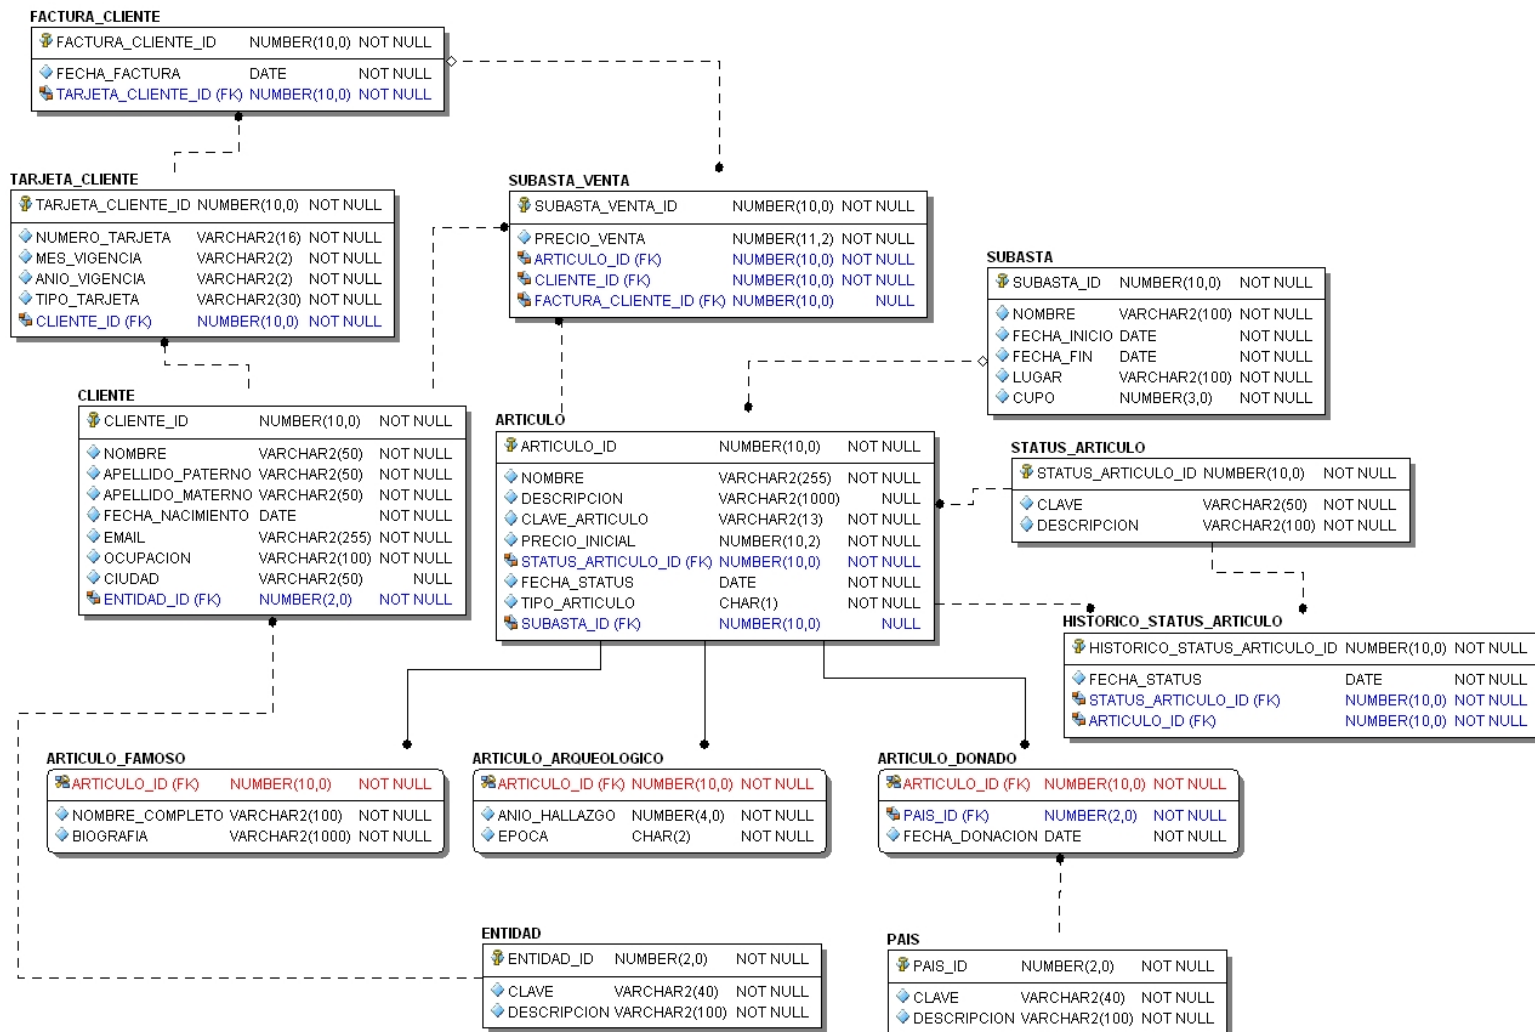 FACTURA_CLIENTE
FACTURA_CLIENTE_ID NUMBER(10,0) NOT NULL
FECHA_FACTURA DATE NOT NULL
TARJETA_CLIENTE_ID (FK) NUMBER(10,0) NOT NULL
TARJETA_CLIENTE
TARJETA_CLIENTE_ID NUMBER(10,0) NOT NULL
NUMERO_TARJETA VARCHAR2(16) NOT NULL
MES_VIGENCIA VARCHAR2(2) NOT NULL
ANIO_VIGENCIA VARCHAR2(2) NOT NULL
TIPO_TARJETA VARCHAR2(30) NOT NULL
CLIENTE_ID (FK) NUMBER(10,0) NOT NULL
SUBASTA_VENTA
SUBASTA_VENTA_ID NUMBER(10,0) NOT NULL
PRECIO_VENTA NUMBER(11,2) NOT NULL
ARTICULO_ID (FK) NUMBER(10,0) NOT NULL
CLIENTE_ID (FK) NUMBER(10,0) NOT NULL
FACTURA_CLIENTE_ID (FK) NUMBER(10,0) NULL
SUBASTA
SUBASTA_ID NUMBER(10,0) NOT NULL
NOMBRE VARCHAR2(100) NOT NULL
FECHA_INICIO DATE NOT NULL
FECHA_FIN DATE NOT NULL
LUGAR VARCHAR2(100) NOT NULL
CUPO NUMBER(3,0) NOT NULL
CLIENTE
CLIENTE_ID NUMBER(10,0) NOT NULL
NOMBRE VARCHAR2(50) NOT NULL
APELLIDO_PATERNO VARCHAR2(50) NOT NULL
APELLIDO_MATERNO VARCHAR2(50) NOT NULL
FECHA_NACIMIENTO DATE NOT NULL
EMAIL VARCHAR2(255) NOT NULL
OCUPACION VARCHAR2(100) NOT NULL
CIUDAD VARCHAR2(50) NULL
ENTIDAD_ID (FK) NUMBER(2,0) NOT NULL
ARTICULO
ARTICULO_ID NUMBER(10,0) NOT NULL
NOMBRE VARCHAR2(255) NOT NULL
DESCRIPCION VARCHAR2(1000) NULL
CLAVE_ARTICULO VARCHAR2(13) NOT NULL
PRECIO_INICIAL NUMBER(10,2) NOT NULL
STATUS_ARTICULO_ID (FK) NUMBER(10,0) NOT NULL
FECHA_STATUS DATE NOT NULL
TIPO_ARTICULO CHAR(1) NOT NULL
SUBASTA_ID (FK) NUMBER(10,0) NULL
STATUS_ARTICULO
STATUS_ARTICULO_ID NUMBER(10,0) NOT NULL
CLAVE VARCHAR2(50) NOT NULL
DESCRIPCION VARCHAR2(100) NOT NULL
HISTORICO_STATUS_ARTICULO
HISTORICO_STATUS_ARTICULO_ID NUMBER(10,0) NOT NULL
FECHA_STATUS DATE NOT NULL
STATUS_ARTICULO_ID (FK) NUMBER(10,0) NOT NULL
ARTICULO_ID (FK) NUMBER(10,0) NOT NULL
ARTICULO_FAMOSO
ARTICULO_ID (FK) NUMBER(10,0) NOT NULL
NOMBRE_COMPLETO VARCHAR2(100) NOT NULL
BIOGRAFIA VARCHAR2(1000) NOT NULL
ARTICULO_ARQUEOLOGICO
ARTICULO_ID (FK) NUMBER(10,0) NOT NULL
ANIO_HALLAZGO NUMBER(4,0) NOT NULL
EPOCA CHAR(2) NOT NULL
ARTICULO_DONADO
ARTICULO_ID (FK) NUMBER(10,0) NOT NULL
PAIS_ID (FK) NUMBER(2,0) NOT NULL
FECHA_DONACION DATE NOT NULL
ENTIDAD
ENTIDAD_ID NUMBER(2,0) NOT NULL
CLAVE VARCHAR2(40) NOT NULL
DESCRIPCION VARCHAR2(100) NOT NULL
PAIS
PAIS_ID NUMBER(2,0) NOT NULL
CLAVE VARCHAR2(40) NOT NULL
DESCRIPCION VARCHAR2(100) NOT NULL